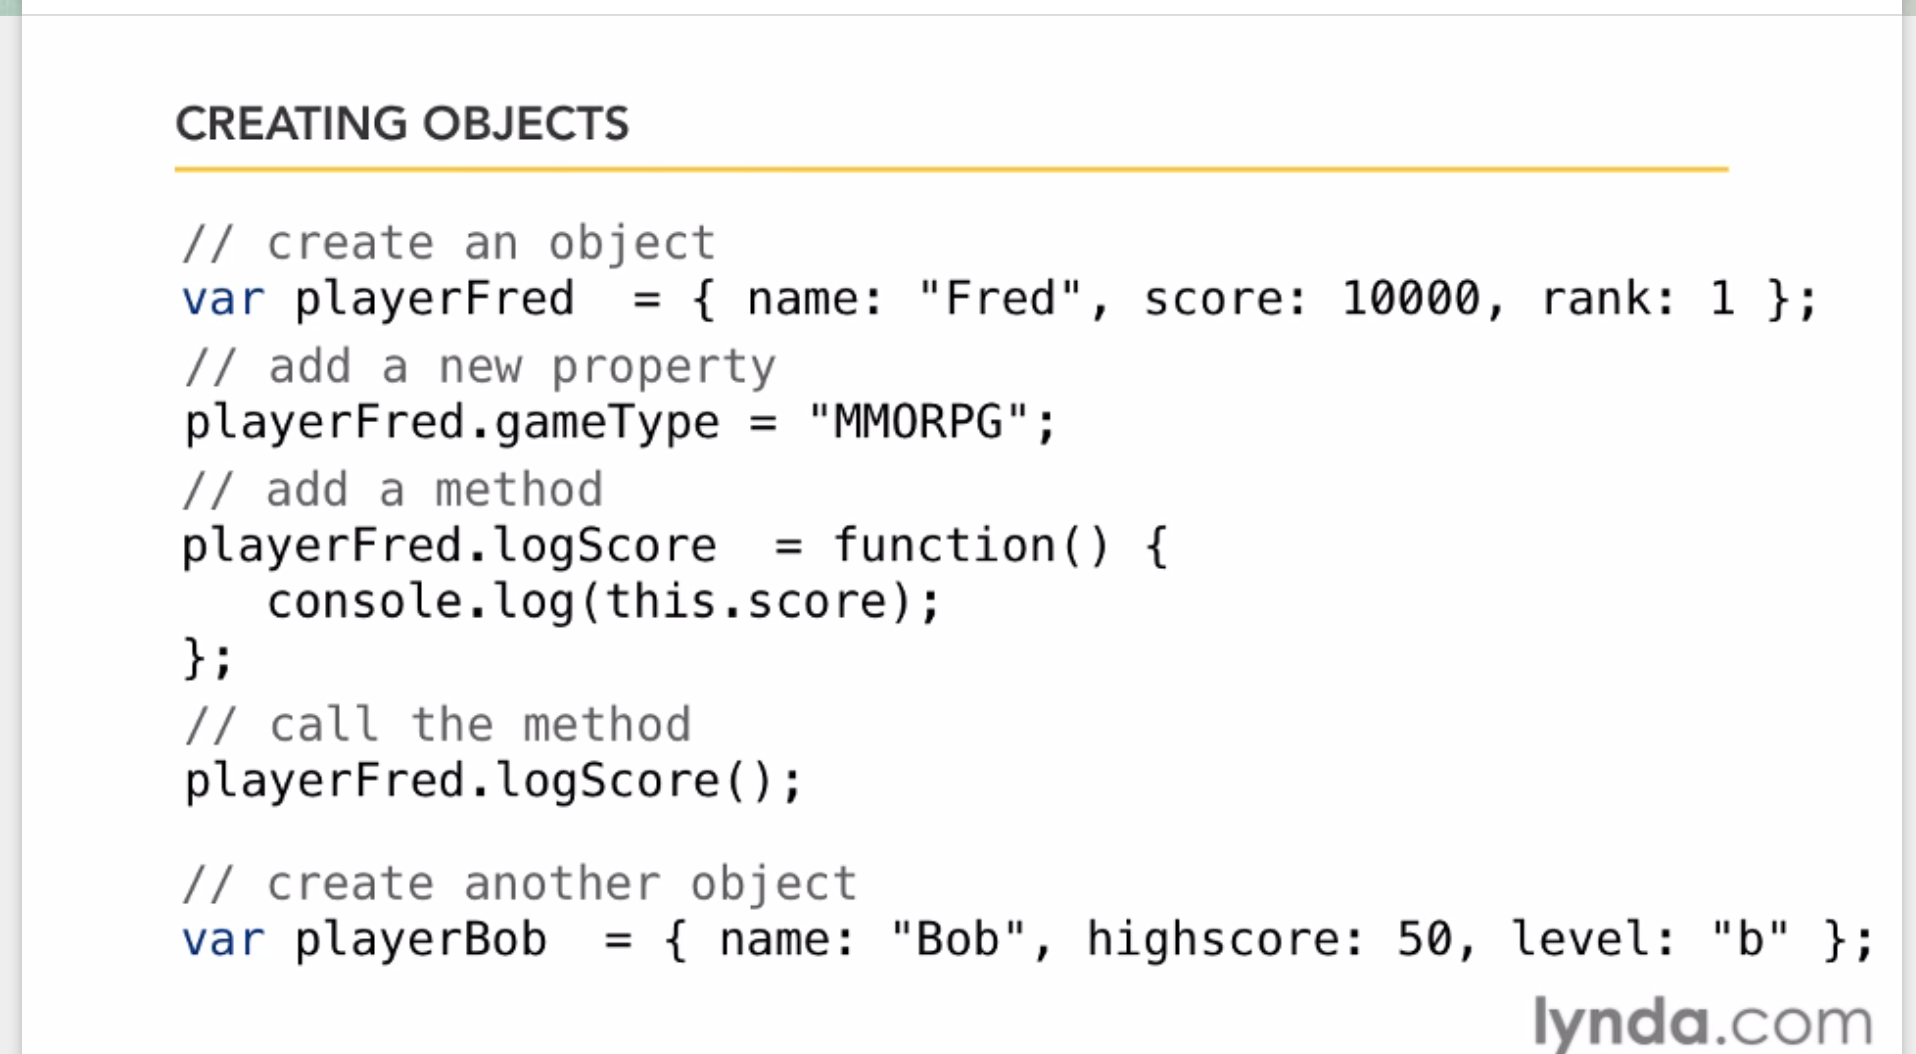 CREATING OBJECTS
// create an object
var playerFred  = { name: "Fred", score: 10000, rank: 1 };
// add a new property
playerFred.gameType = "MMORPG";
// add a method
playerFred.logScore  = function() {
   console.log(this.score);
};
// call the method
playerFred.logScore();
// create another object
var playerBob  = { name: "Bob", highscore: 50, level: "b" };
lynda.com